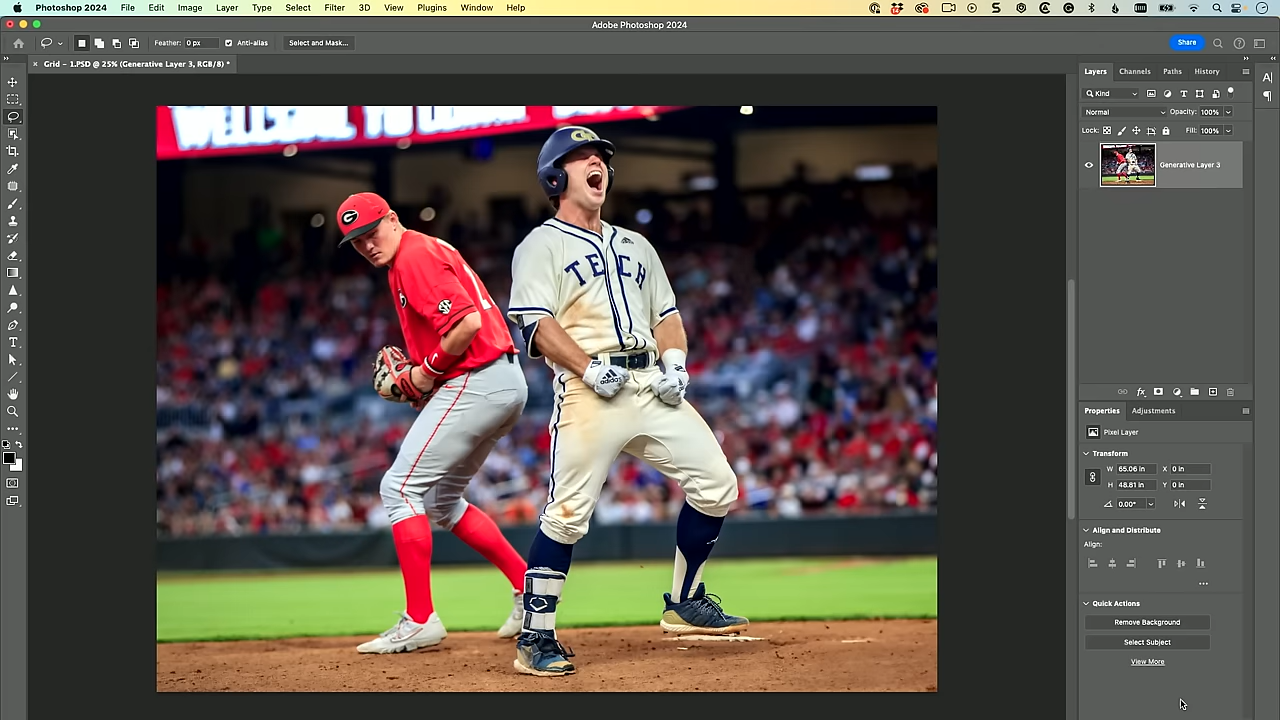 Photoshop 2024 File Edit Image Layer Type Select Filter 3D View Plugins Window Help
Adobe Photoshop 2024
Feather: 0 px Anti-alias Select and Mask... Share
Grid – 1.PSD @ 25% (Generative Layer 3, RGB/8) *
Layers Channels Paths History
Kind
Normal Opacity: 100%
Lock: Fill: 100%
Generative Layer 3
WELCOME TO
G
TECH
adidas
Properties Adjustments
Pixel Layer
Transform
W 65.06 in X 0 in
H 48.81 in Y 0 in
0.00°
Align and Distribute
Align:
Quick Actions
Remove Background
Select Subject
View More